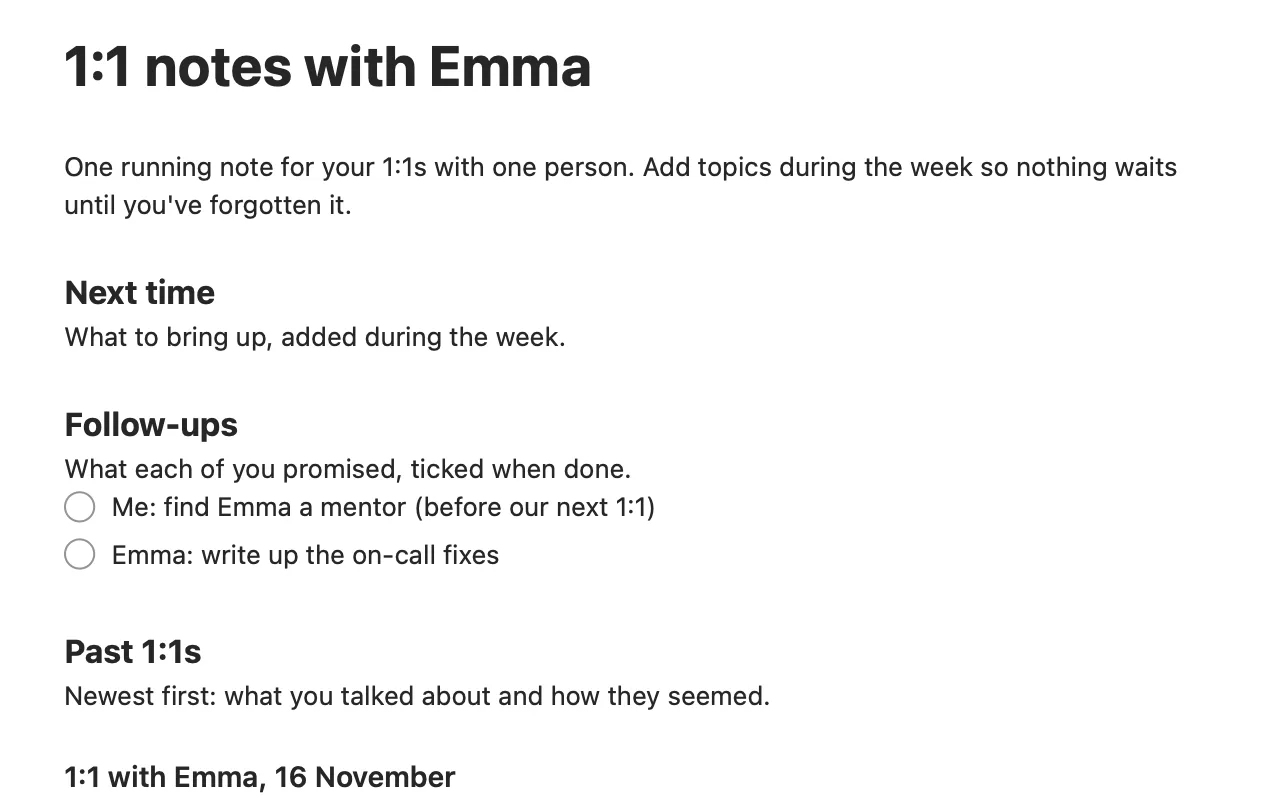 1:1 notes with Emma
One running note for your 1:1s with one person. Add topics during the week so nothing waits
until you've forgotten it.
Next time
What to bring up, added during the week.
Follow-ups
What each of you promised, ticked when done.
Me: find Emma a mentor (before our next 1:1)
Emma: write up the on-call fixes
Past 1:1s
Newest first: what you talked about and how they seemed.
1:1 with Emma, 16 November